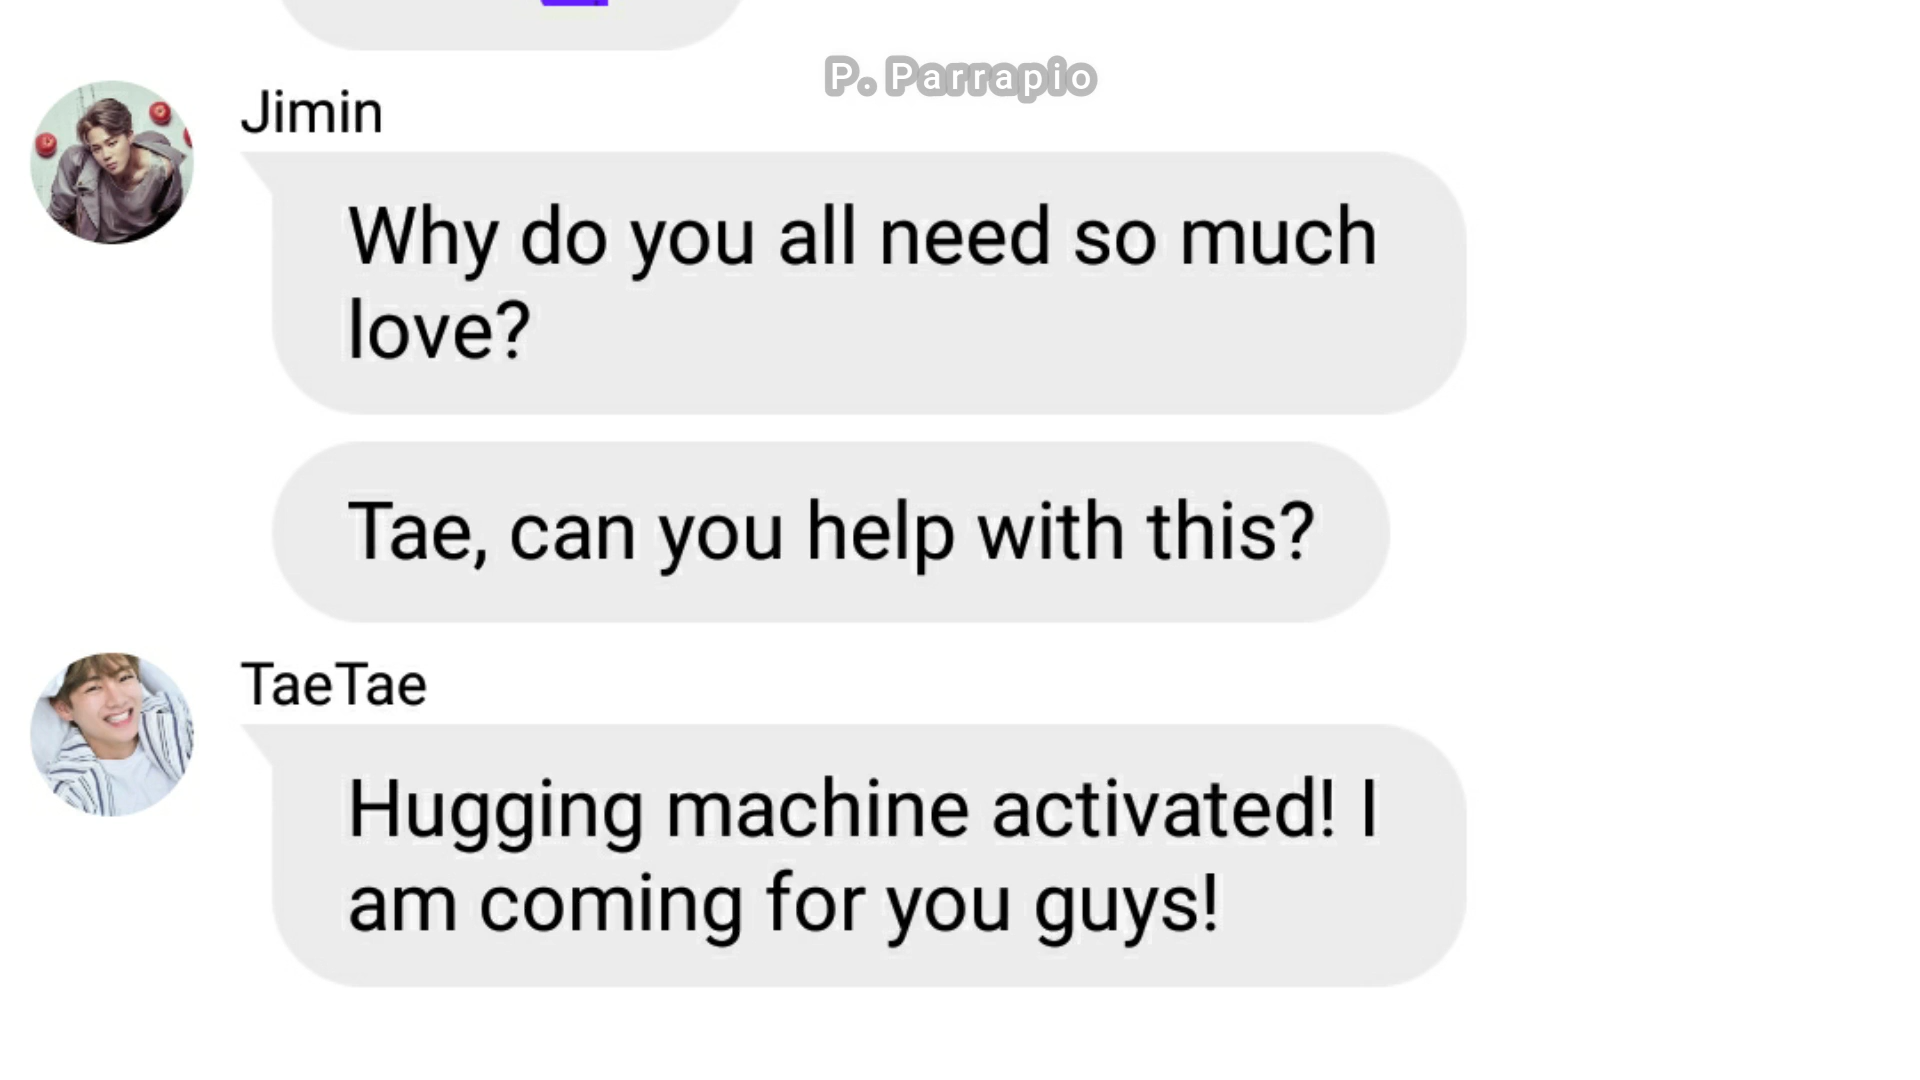 P. Parrapio
Jimin
Why do you all need so much
love?
Tae, can you help with this?
TaeTae
Hugging machine activated! I
am coming for you guys!